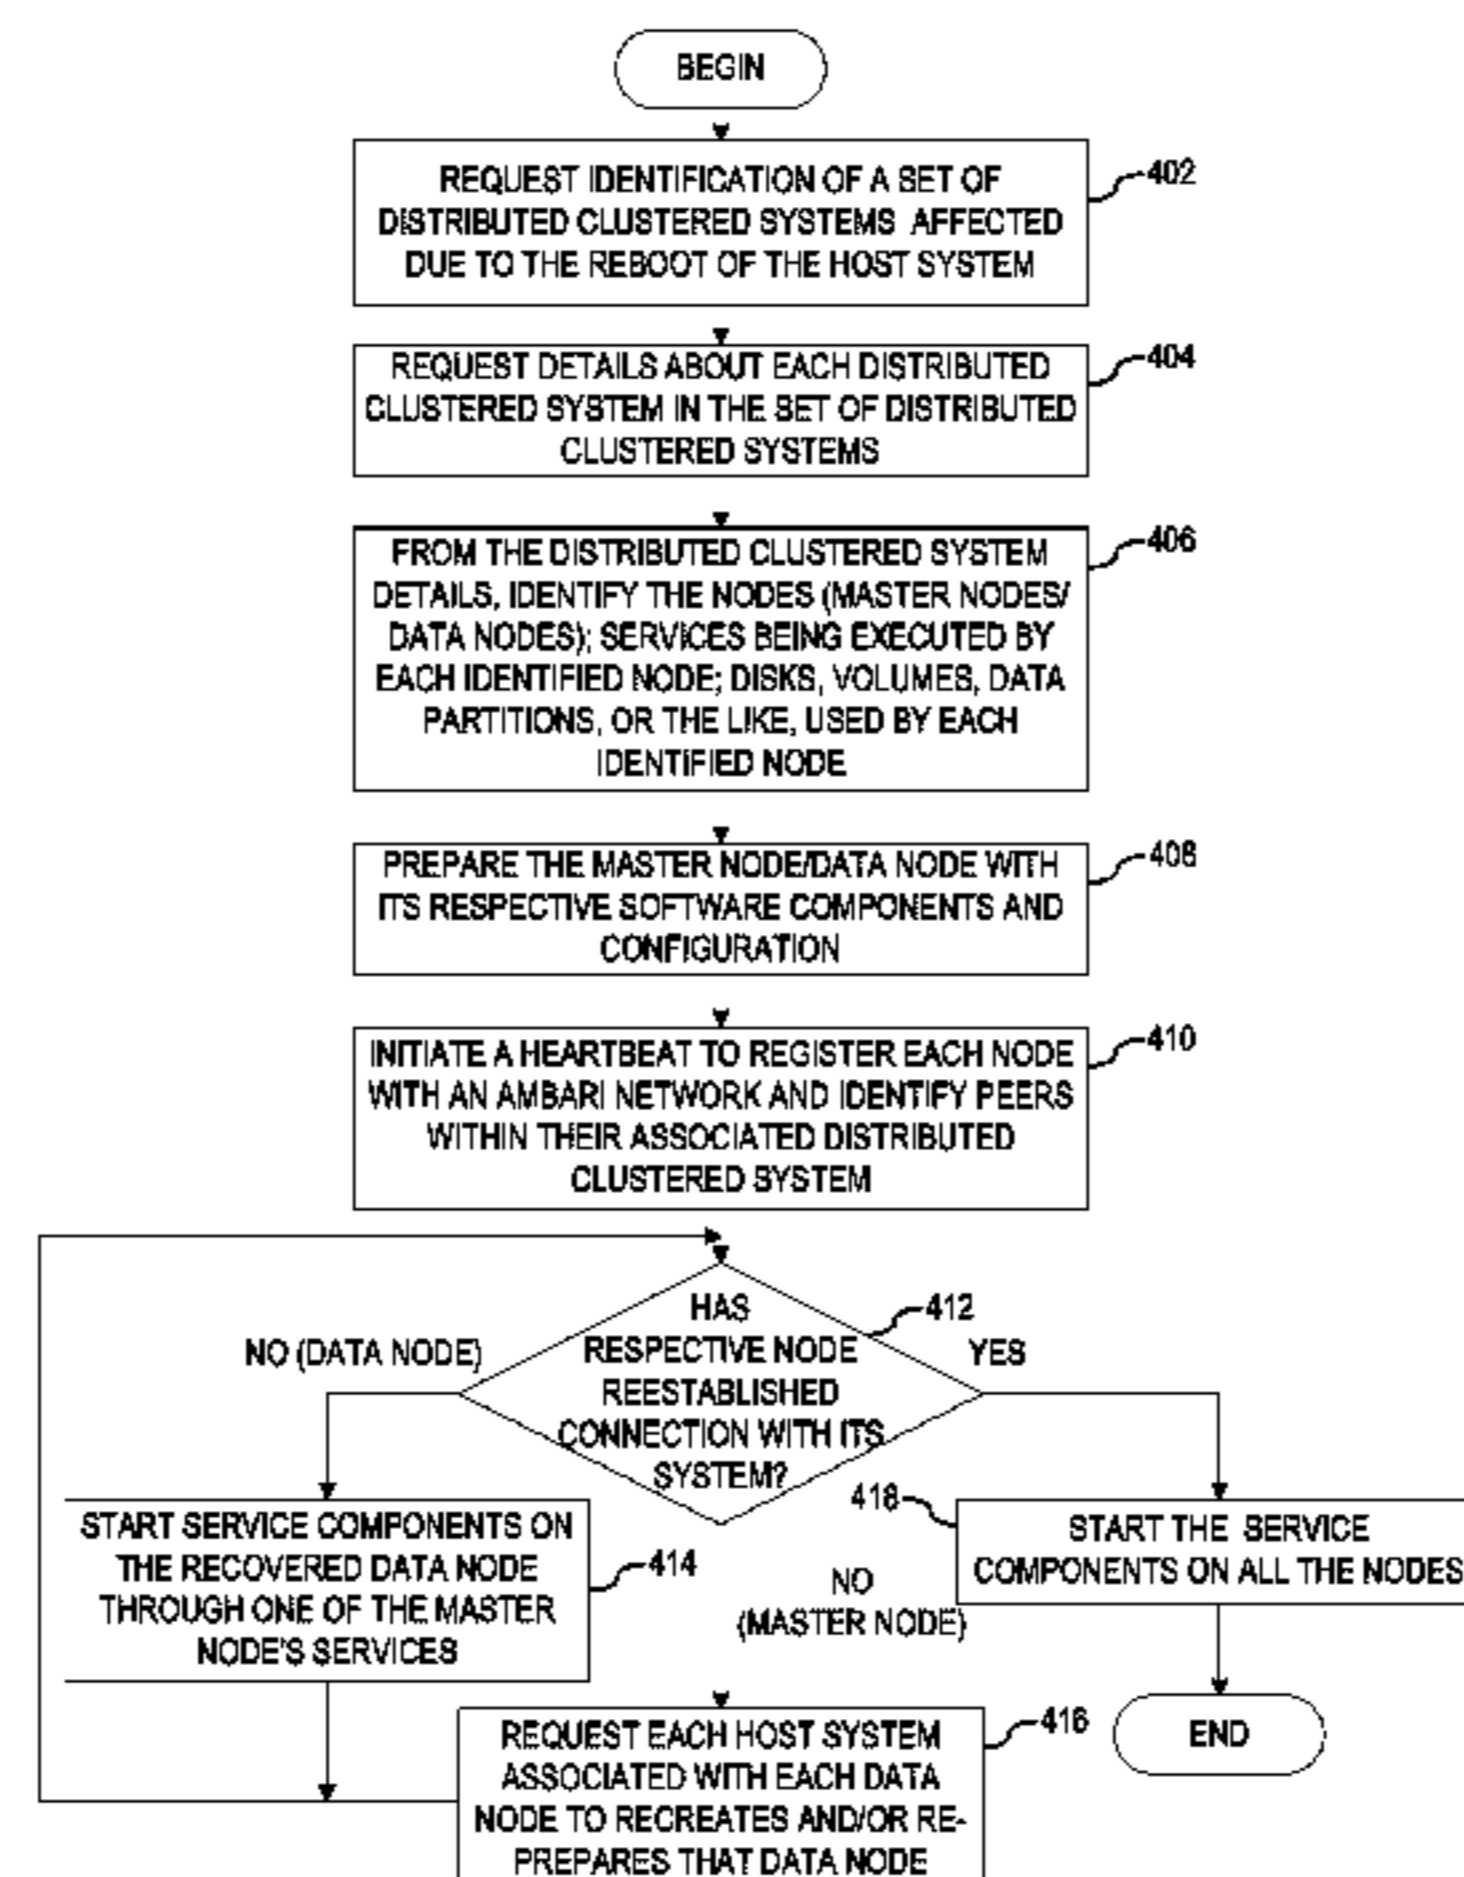 BEGIN
REQUEST IDENTIFICATION OF A SET OF
DISTRIBUTED CLUSTERED SYSTEMS AFFECTED
DUE TO THE REBOOT OF THE HOST SYSTEM
402
REQUEST DETAILS ABOUT EACH DISTRIBUTED
CLUSTERED SYSTEM IN THE SET OF DISTRIBUTED
CLUSTERED SYSTEMS
404
FROM THE DISTRIBUTED CLUSTERED SYSTEM
DETAILS, IDENTIFY THE NODES (MASTER NODES/
DATA NODES); SERVICES BEING EXECUTED BY
EACH IDENTIFIED NODE; DISKS, VOLUMES, DATA
PARTITIONS, OR THE LIKE, USED BY EACH
IDENTIFIED NODE
406
PREPARE THE MASTER NODE/DATA NODE WITH
ITS RESPECTIVE SOFTWARE COMPONENTS AND
CONFIGURATION
408
INITIATE A HEARTBEAT TO REGISTER EACH NODE
WITH AN AMBARI NETWORK AND IDENTIFY PEERS
WITHIN THEIR ASSOCIATED DISTRIBUTED
CLUSTERED SYSTEM
410
HAS
RESPECTIVE NODE
REESTABLISHED
CONNECTION WITH ITS
SYSTEM?
412
NO (DATA NODE)
YES
START SERVICE COMPONENTS ON
THE RECOVERED DATA NODE
THROUGH ONE OF THE MASTER
NODE'S SERVICES
414
NO
(MASTER NODE)
418
START THE SERVICE
COMPONENTS ON ALL THE NODES
REQUEST EACH HOST SYSTEM
ASSOCIATED WITH EACH DATA
NODE TO RECREATES AND/OR RE-
PREPARES THAT DATA NODE
416
END